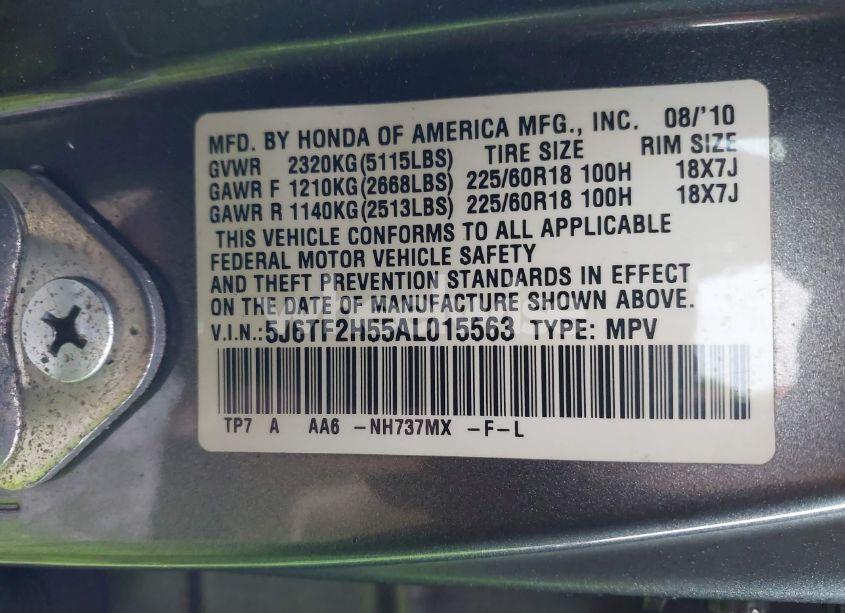 MFD. BY HONDA OF AMERICA MFG., INC. 08/'10
GVWR 2320KG(5115LBS) TIRE SIZE RIM SIZE
GAWR F 1210KG(2668LBS) 225/60R18 100H 18X7J
GAWR R 1140KG(2513LBS) 225/60R18 100H 18X7J
THIS VEHICLE CONFORMS TO ALL APPLICABLE
FEDERAL MOTOR VEHICLE SAFETY
AND THEFT PREVENTION STANDARDS IN EFFECT
ON THE DATE OF MANUFACTURE SHOWN ABOVE.
V.I.N.: 5J6TF2H55AL015563 TYPE: MPV
TP7 A AA6 -NH737MX -F-L